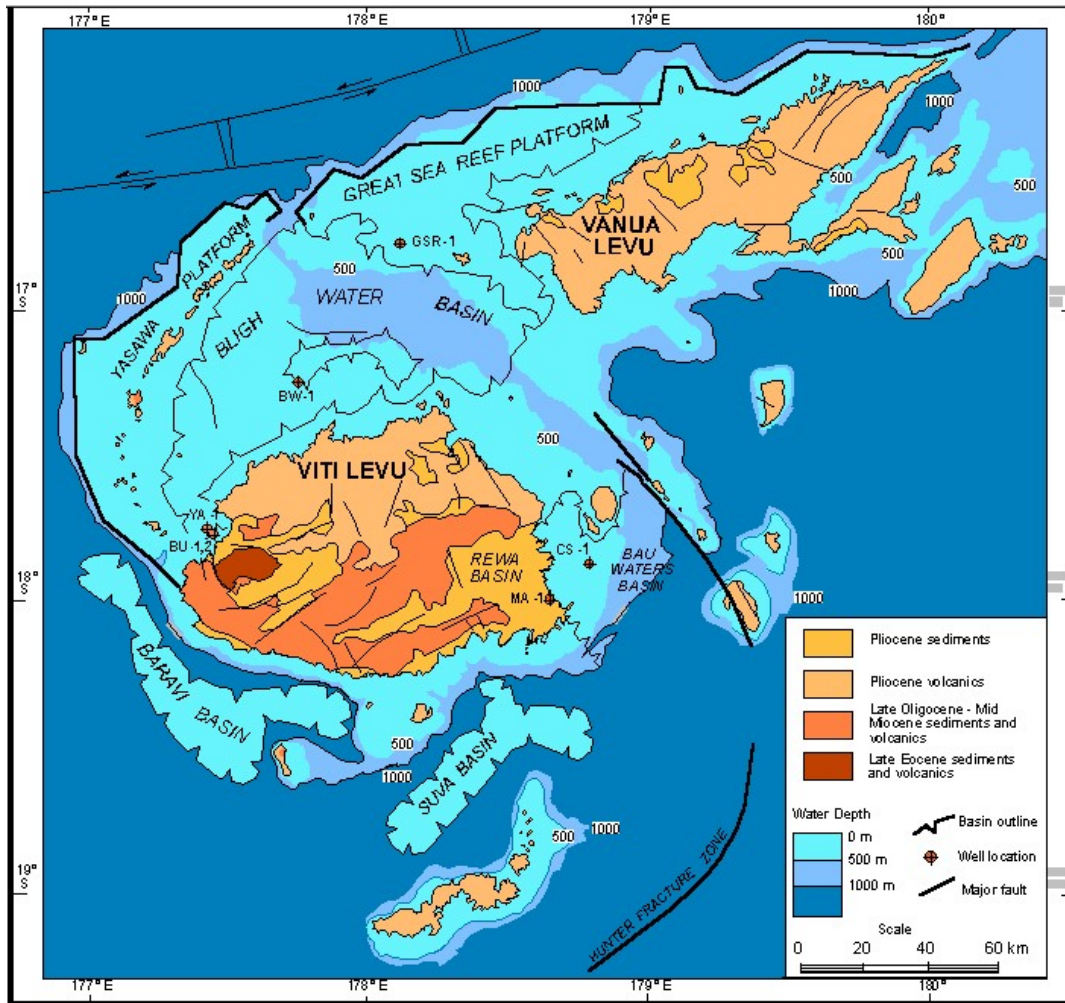 177° E
178° E
179° E
180°
1000
1000
GREAT SEA REEF PLATFORM
500
500
VANUA
LEVU
GSR-1
PLATFORM
YASAWA
1000
500
500
17°
S
WATER
BASIN
1000
BLIGH
BW-1
500
VITI LEVU
YA -1
BU -1,2
CS -1
REWA
BASIN
BAU
WATERS
BASIN
18°
S
MA -1
1000
BARAVI BASIN
500
1000
SUVA BASIN
500
1000
19°
S
HUNTER FRACTURE ZONE
Pliocene sediments
Pliocene volcanics
Late Oligocene - Mid
Miocene sediments and
volcanics
Late Eocene sediments
and volcanics
Water Depth
0 m
500 m
1000 m
Basin outline
Well location
Major fault
Scale
0 20 40 60 km
177° E
178° E
179° E
180°